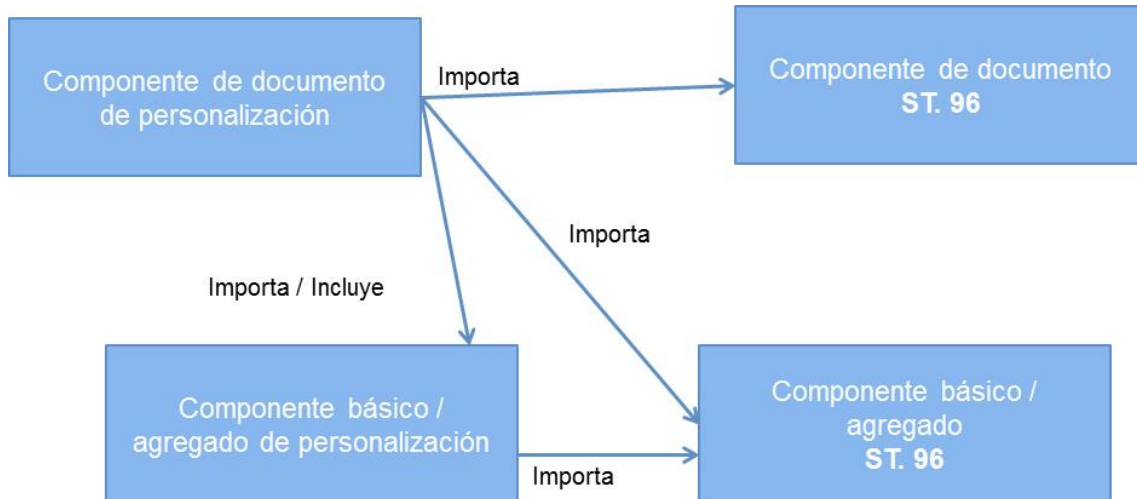 Componente de documento
de personalización
Importa
Componente de documento
ST. 96
Importa
Importa / Incluye
Componente básico /
agregado de personalización
Importa
Componente básico /
agregado
ST. 96